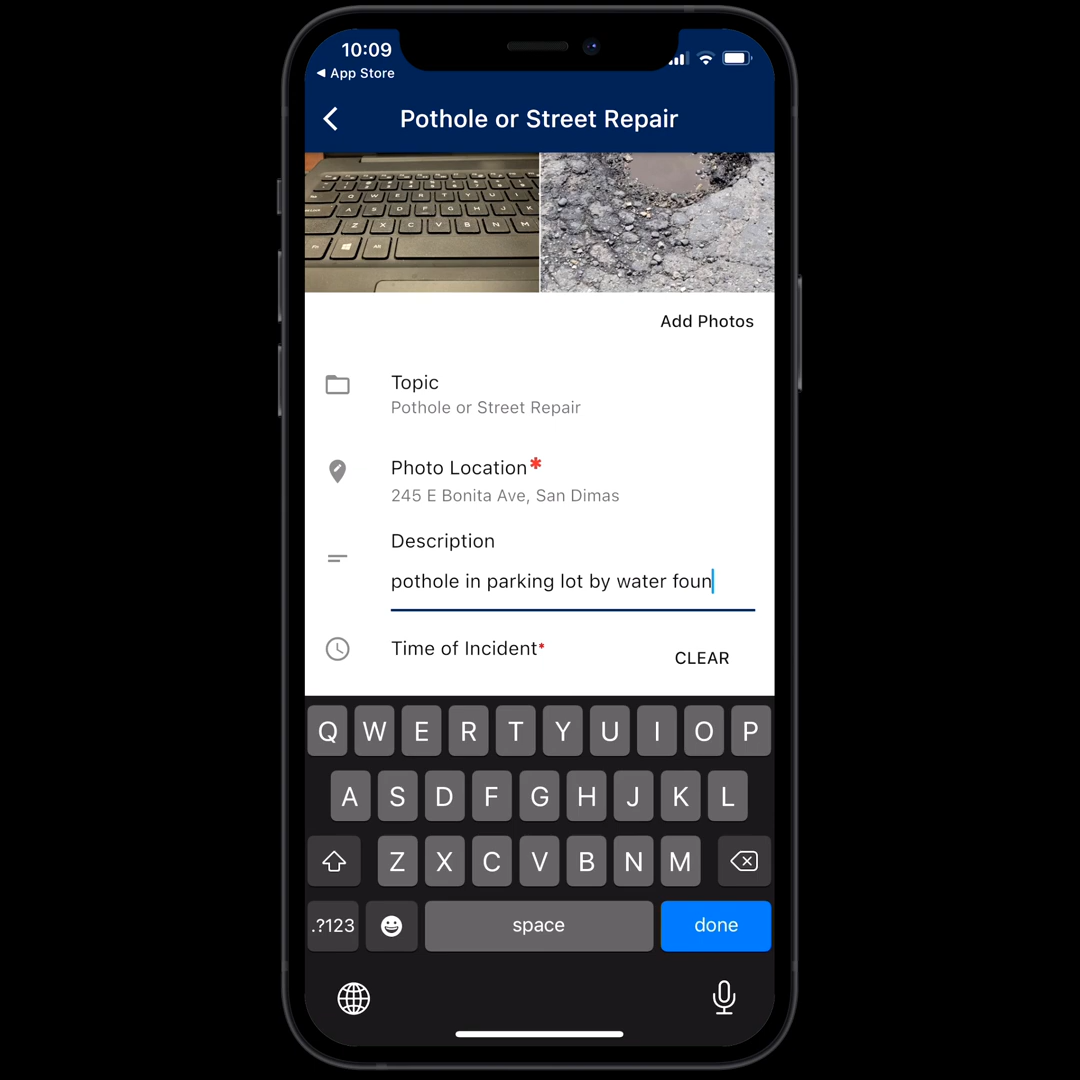 10:09
◀ App Store
Pothole or Street Repair
Q W E R T Y U I
A S D F G H J K
Z X C V B N M
Alt
Add Photos
Topic
Pothole or Street Repair
Photo Location*
245 E Bonita Ave, San Dimas
Description
pothole in parking lot by water foun
Time of Incident*
CLEAR
Q W E R T Y U I O P
A S D F G H J K L
Z X C V B N M
.?123 space done